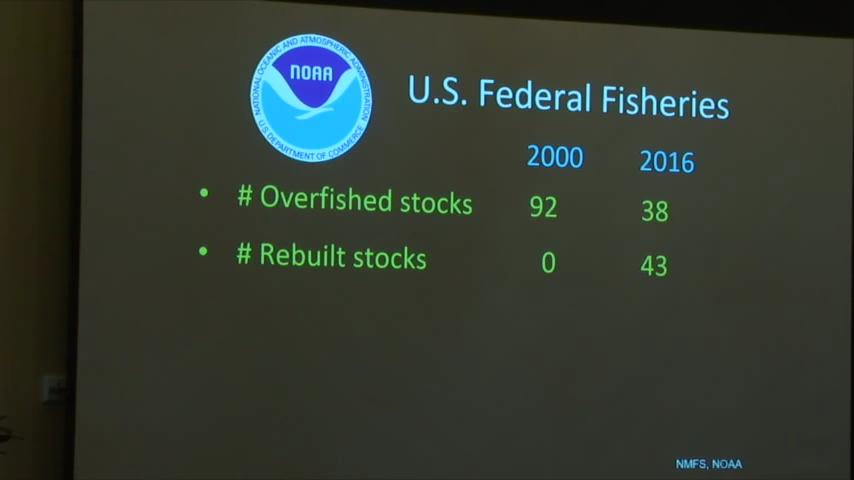 NATIONAL OCEANIC AND ATMOSPHERIC ADMINISTRATION
NOAA
U.S. DEPARTMENT OF COMMERCE
U.S. Federal Fisheries
2000 2016
• # Overfished stocks 92 38
• # Rebuilt stocks 0 43
NMFS, NOAA